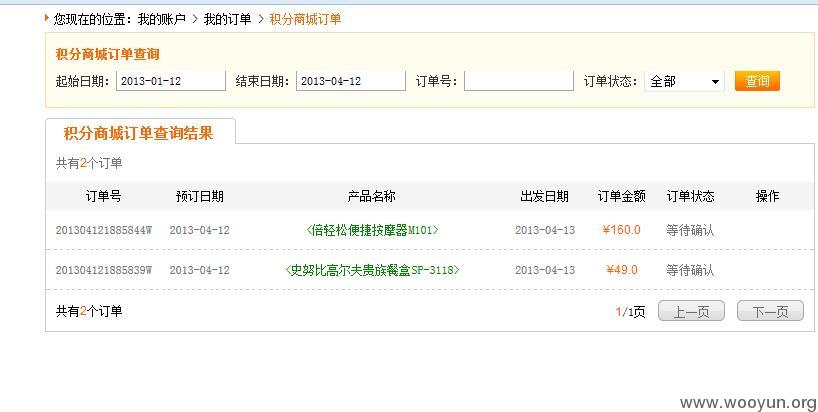 您现在的位置：我的账户 > 我的订单 > 积分商城订单
积分商城订单查询
起始日期： 2013-01-12 结束日期： 2013-04-12 订单号： 订单状态： 全部 查询
积分商城订单查询结果
共有2个订单
订单号 预订日期 产品名称 出发日期 订单金额 订单状态 操作
201304121885844W 2013-04-12 <倍轻松便捷按摩器M101> 2013-04-13 ¥160.0 等待确认
201304121885839W 2013-04-12 <史努比高尔夫贵族餐盒SP-3118> 2013-04-13 ¥49.0 等待确认
共有2个订单 1/1页 上一页 下一页
www.wooyun.org